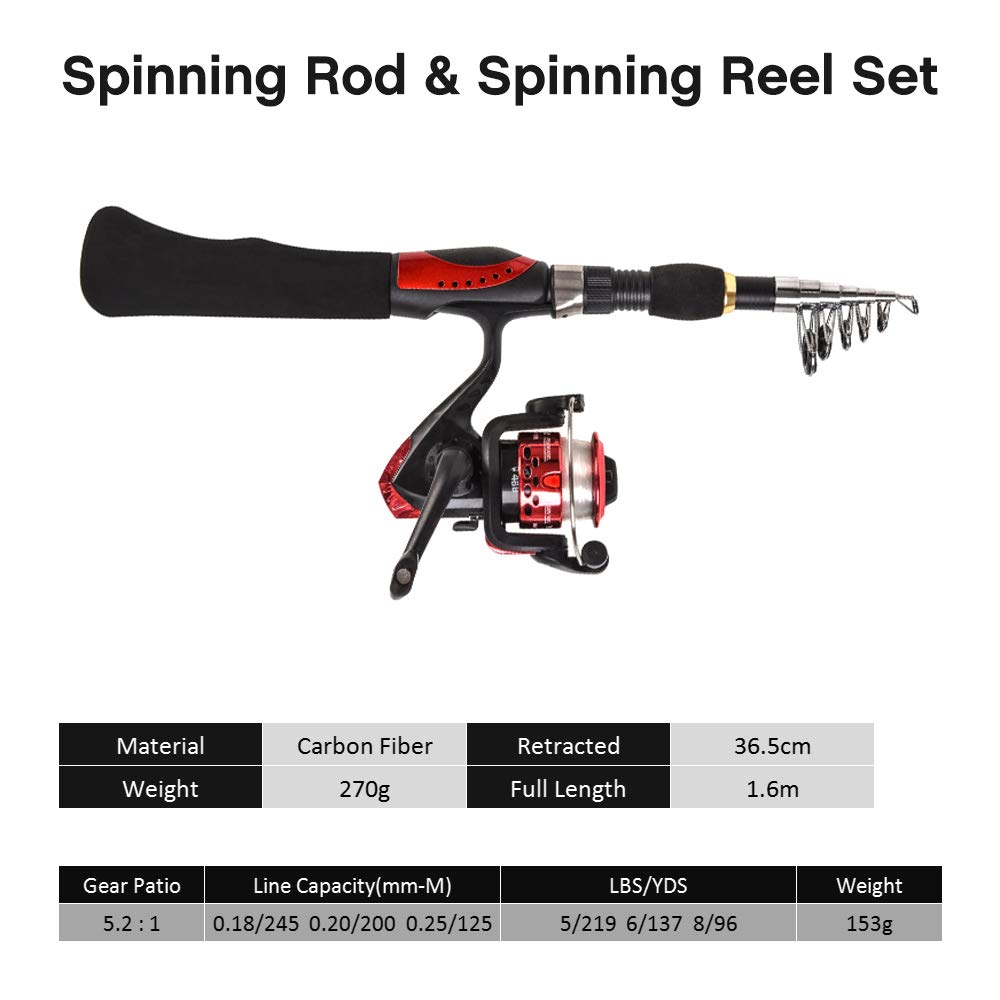 Spinning Rod & Spinning Reel Set
Material Carbon Fiber Retracted 36.5cm
Weight 270g Full Length 1.6m
Gear Patio Line Capacity(mm-M) LBS/YDS Weight
5.2 : 1 0.18/245 0.20/200 0.25/125 5/219 6/137 8/96 153g